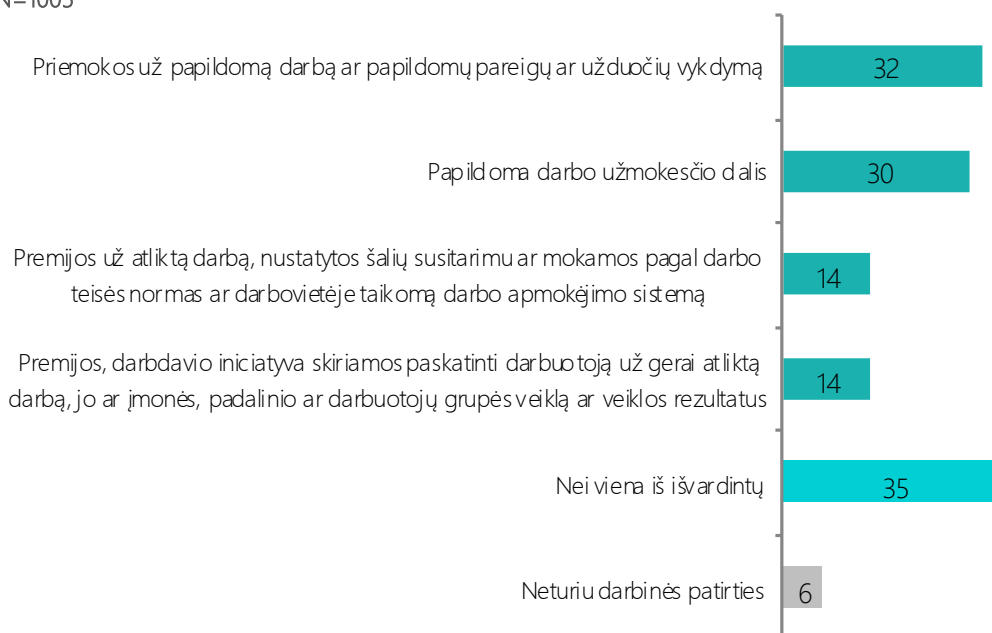 N=1005
Priemokos už papildomą darbą ar papildomų pareigų ar užduočių vykdymą
32
Papildoma darbo užmokesčio dalis
30
Premijos už atliktą darbą, nustatytos šalių susitarimu ar mokamos pagal darbo
teisės normas ar darbovietėje taikomą darbo apmokėjimo sistemą
14
Premijos, darbdavio iniciatyva skiriamos paskatinti darbuotoją už gerai atliktą
darbą, jo ar įmonės, padalinio ar darbuotojų grupės veiklą ar veiklos rezultatus
14
Nei viena iš išvardintų
35
Neturiu darbinės patirties
6